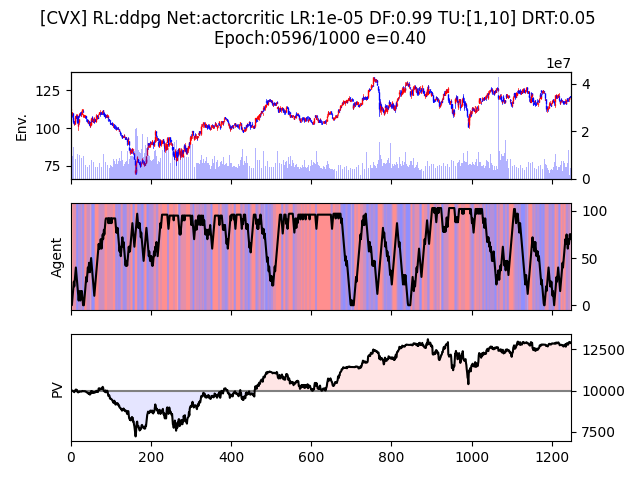 [CVX] RL:ddpg Net:actorcritic LR:1e-05 DF:0.99 TU:[1,10] DRT:0.05
Epoch:0596/1000 e=0.40
1e7
125
100
75
Env.
4
2
0
Agent
100
50
0
PV
12500
10000
7500
0 200 400 600 800 1000 1200